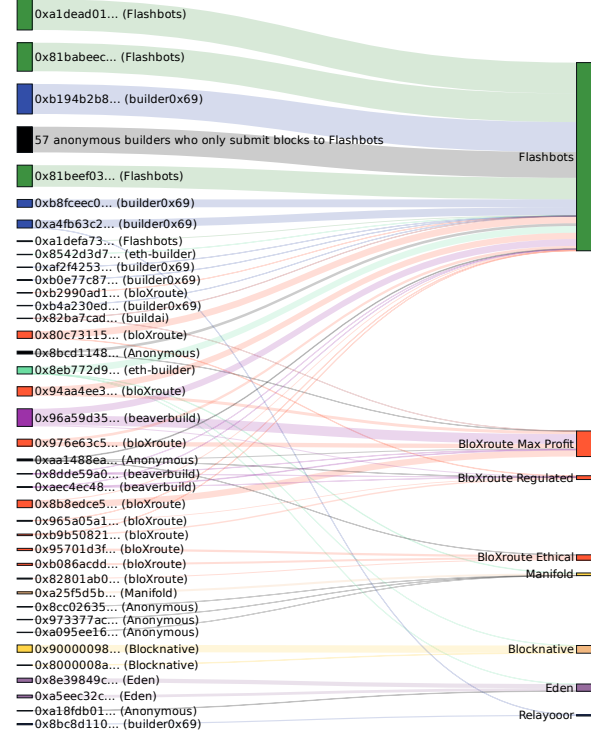 0xa1dead01... (Flashbots)
0x81babeec... (Flashbots)
0xb194b2b8... (builder0x69)
57 anonymous builders who only submit blocks to Flashbots
0x81beef03... (Flashbots)
0xb8fceec0... (builder0x69)
0xa4fb63c2... (builder0x69)
0xa1defa73... (Flashbots)
0x8542d3d7... (eth-builder)
0xaf2f4253... (builder0x69)
0xb0e77c87... (builder0x69)
0xb2990ad1... (bloXroute)
0xb4a230ed... (builder0x69)
0x82ba7cad... (buildai)
0x80c73115... (bloXroute)
0x8bcd1148... (Anonymous)
0x8eb772d9... (eth-builder)
0x94aa4ee3... (bloXroute)
0x96a59d35... (beaverbuild)
0x976e63c5... (bloXroute)
0xaa1488ea... (Anonymous)
0x8dde59a0... (beaverbuild)
0xaec4ec48... (beaverbuild)
0x8b8edce5... (bloXroute)
0x965a05a1... (bloXroute)
0xb9b50821... (bloXroute)
0x95701d3f... (bloXroute)
0xb086acdd... (bloXroute)
0x82801ab0... (bloXroute)
0xa25f5d5b... (Manifold)
0x8cc02635... (Anonymous)
0x973377ac... (Anonymous)
0xa095ee16... (Anonymous)
0x90000098... (Blocknative)
0x8000008a... (Blocknative)
0x8e39849c... (Eden)
0xa5eec32c... (Eden)
0xa18fdb01... (Anonymous)
0x8bc8d110... (builder0x69)
Flashbots
BloXroute Max Profit
BloXroute Regulated
BloXroute Ethical
Manifold
Blocknative
Eden
Relayooor